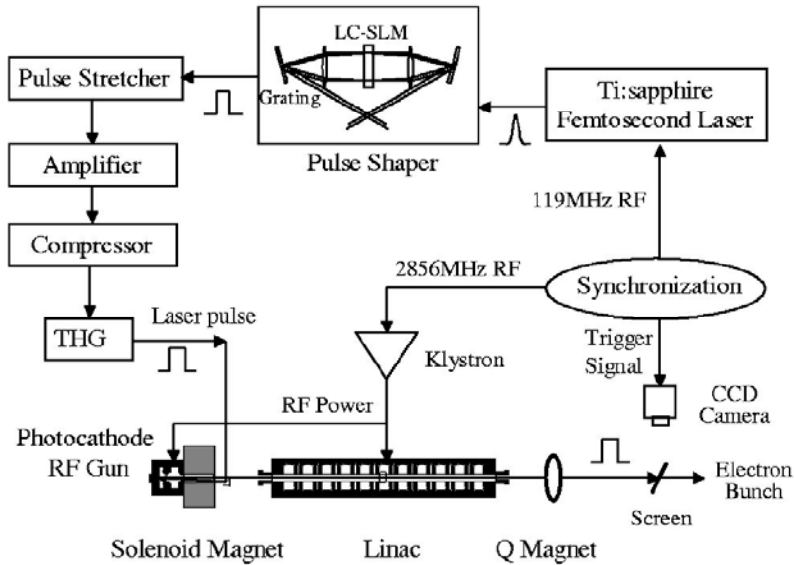 LC-SLM
Grating
Pulse Shaper
Pulse Stretcher
Ti:sapphire
Femtosecond Laser
Amplifier
119MHz RF
Compressor
2856MHz RF
Synchronization
THG
Laser pulse
Klystron
Trigger
Signal
CCD
Camera
RF Power
Photocathode
RF Gun
Electron
Bunch
Screen
Solenoid Magnet
Linac
Q Magnet